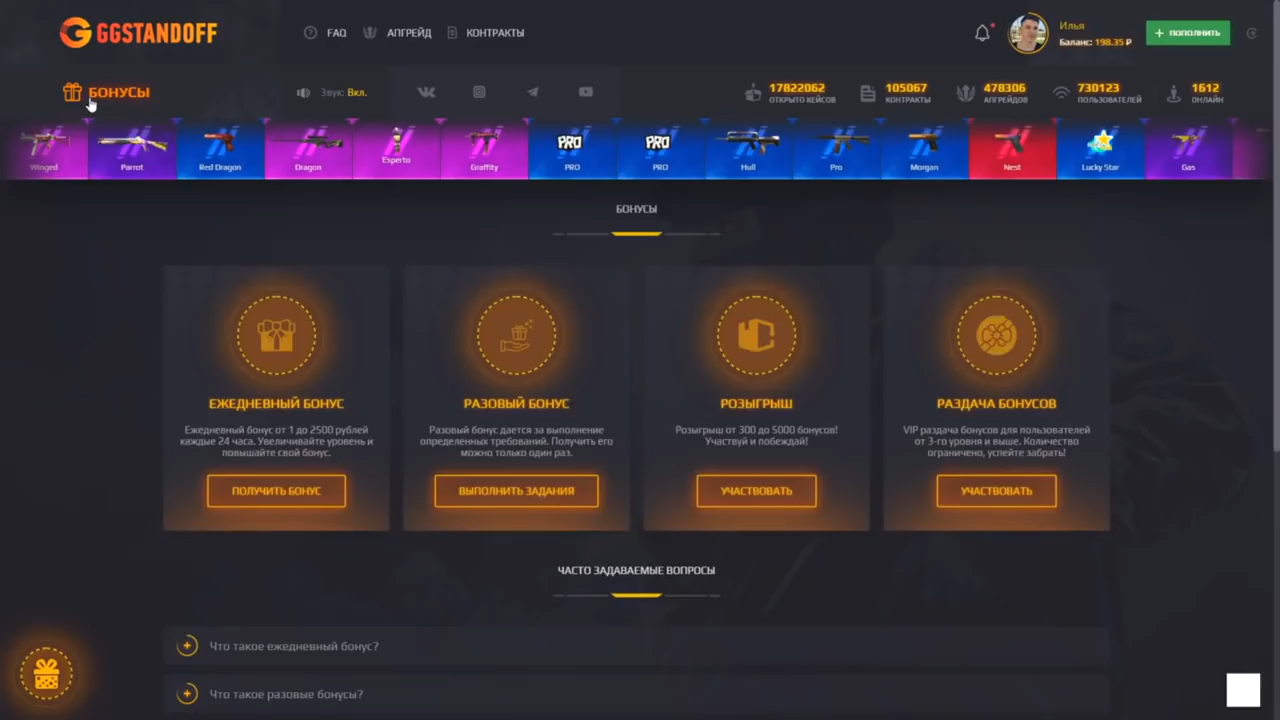 GGSTANDOFF
FAQ
АПГРЕЙД
КОНТРАКТЫ
Илья
Баланс: 198.35 ₽
+ ПОПОЛНИТЬ
БОНУСЫ
Звук: Вкл.
17822062
ОТКРЫТО КЕЙСОВ
105067
КОНТРАКТЫ
478306
АПГРЕЙДОВ
730123
ПОЛЬЗОВАТЕЛЕЙ
1612
ОНЛАЙН
PRO
PRO
Winged
Parrot
Red Dragon
Dragon
Esperto
Graffity
PRO
PRO
Hull
Pro
Morgan
Nest
Lucky Star
Gas
БОНУСЫ
ЕЖЕДНЕВНЫЙ БОНУС
Ежедневный бонус от 1 до 2500 рублей
каждые 24 часа. Увеличивайте уровень и
повышайте свой бонус.
ПОЛУЧИТЬ БОНУС
РАЗОВЫЙ БОНУС
Разовый бонус дается за выполнение
определенных требований. Получить его
можно только один раз.
ВЫПОЛНИТЬ ЗАДАНИЯ
РОЗЫГРЫШ
Розыгрыш от 300 до 5000 бонусов!
Участвуй и побеждай!
УЧАСТВОВАТЬ
РАЗДАЧА БОНУСОВ
VIP раздача бонусов для пользователей
от 3-го уровня и выше. Количество
ограничено, успейте забрать!
УЧАСТВОВАТЬ
ЧАСТО ЗАДАВАЕМЫЕ ВОПРОСЫ
Что такое ежедневный бонус?
Что такое разовые бонусы?